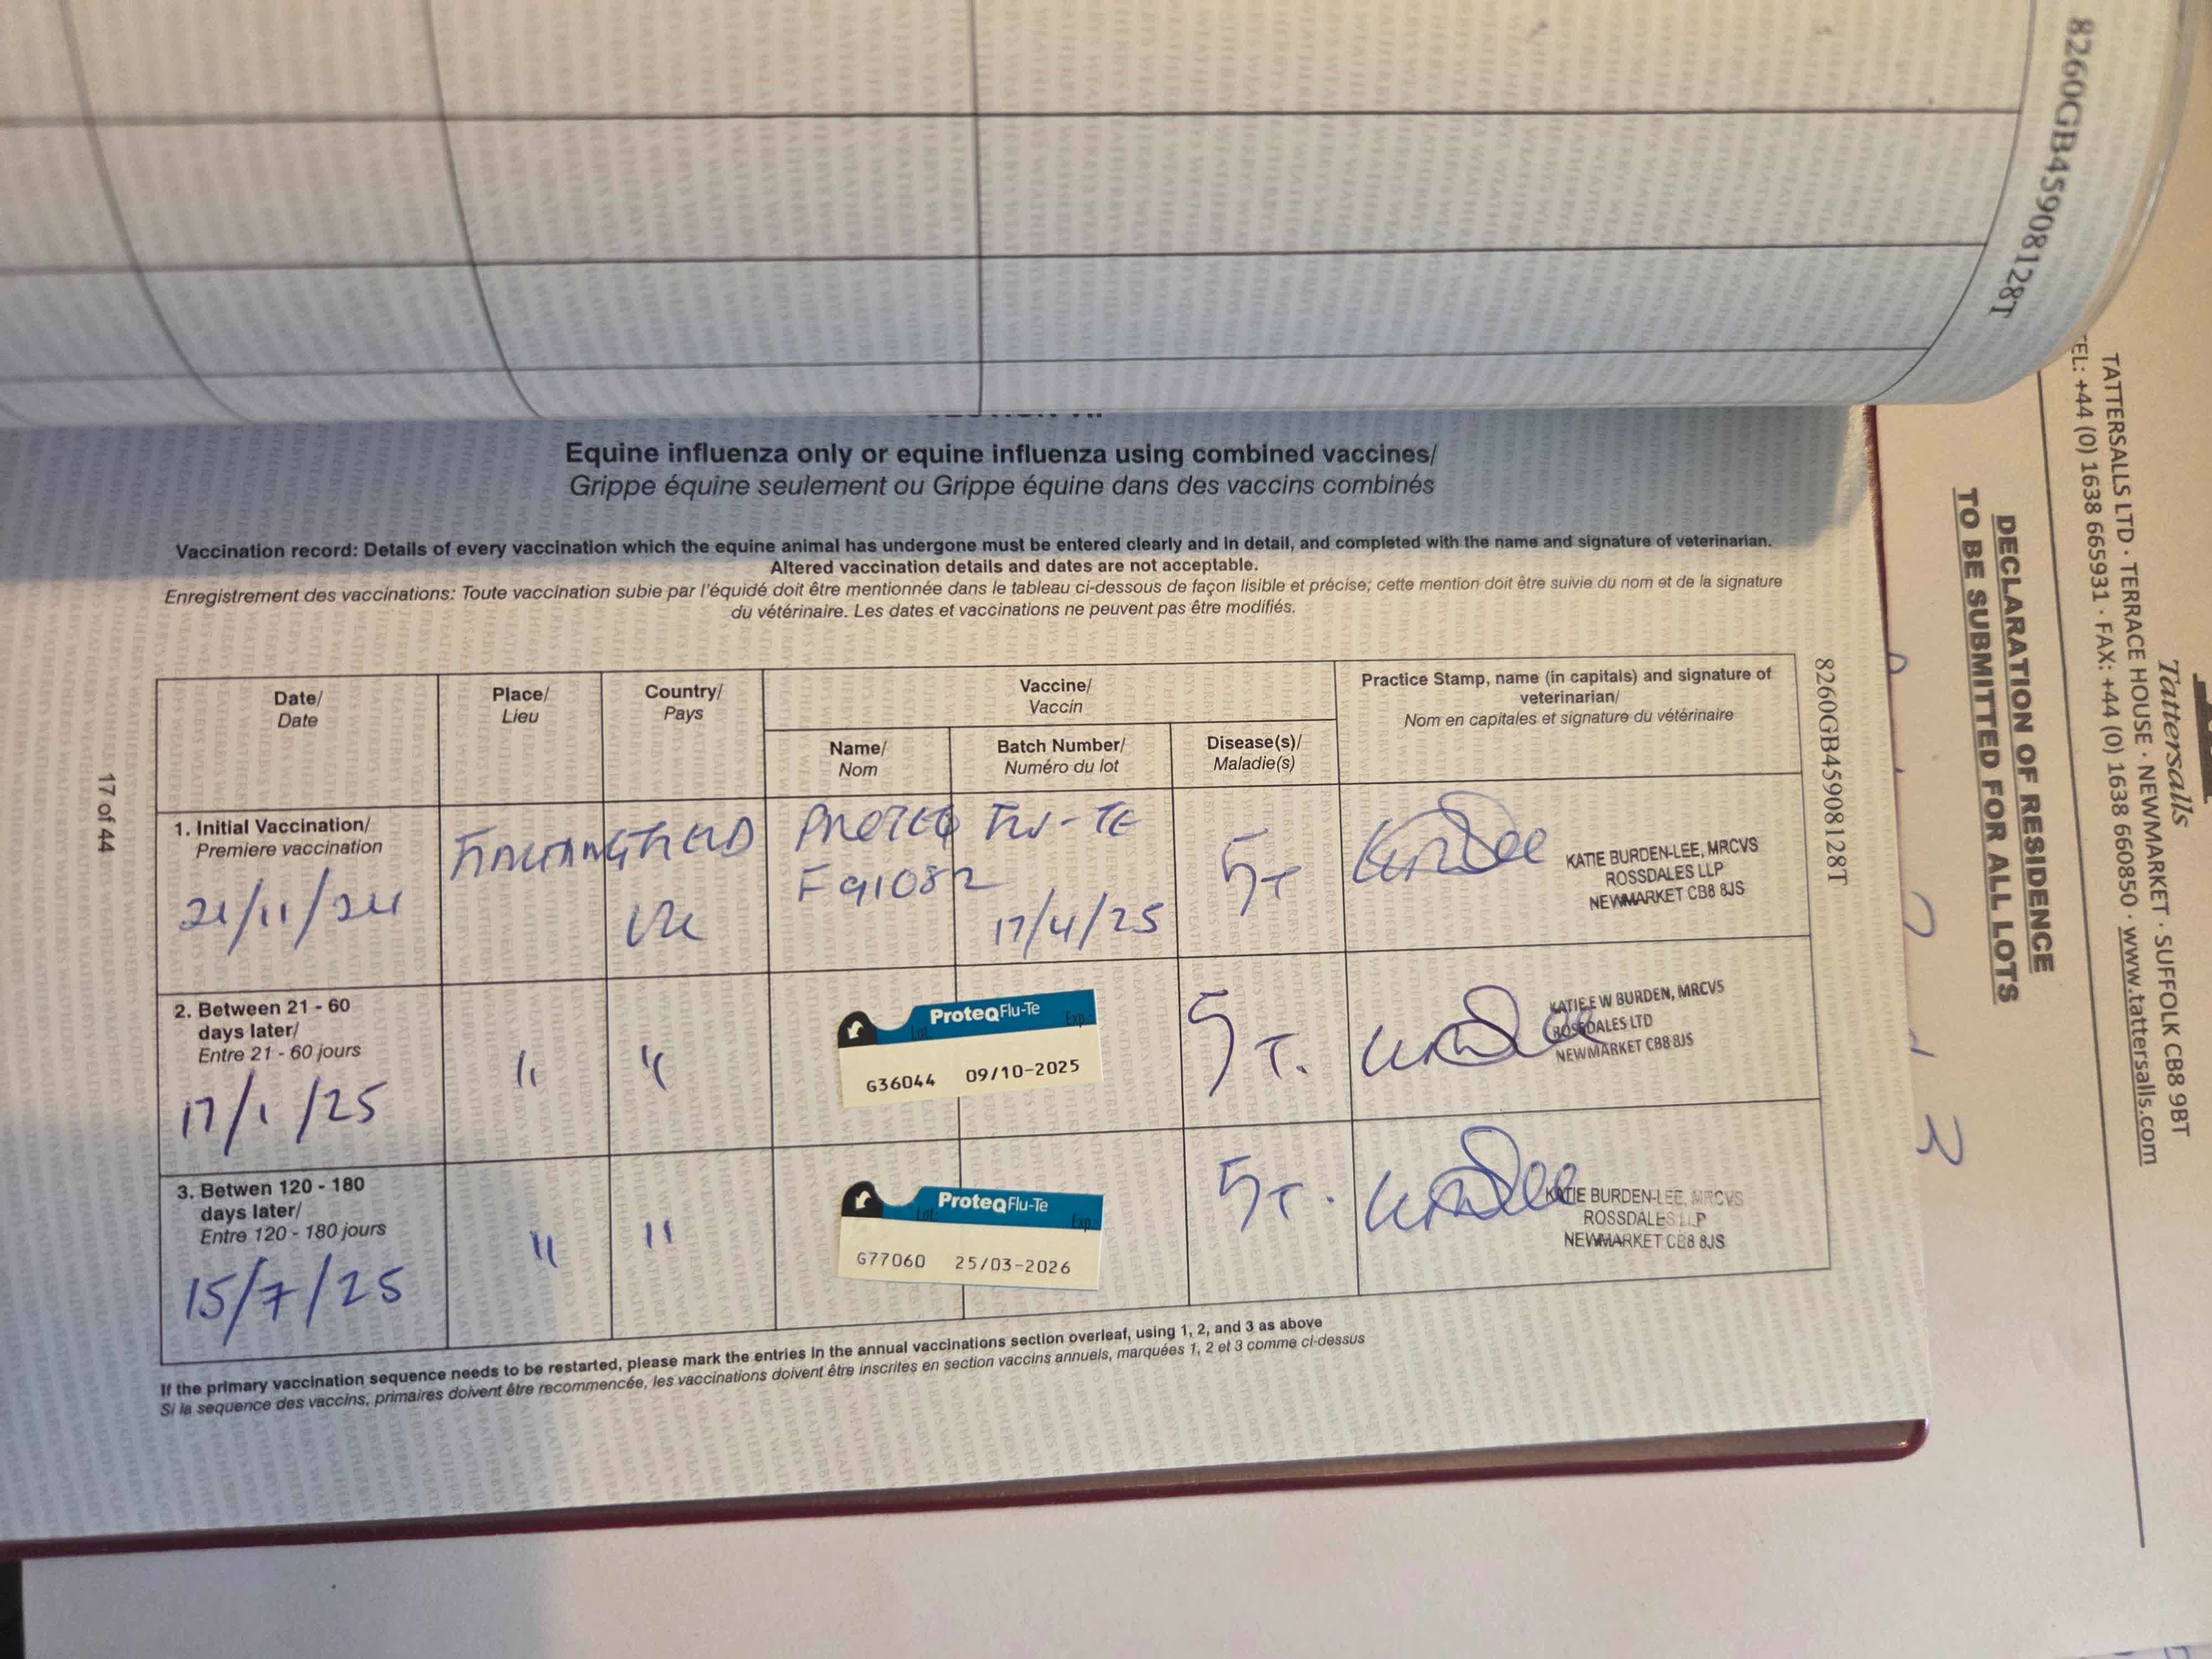 8260GB45908128T
Equine influenza only or equine influenza using combined vaccines/
Grippe équine seulement ou Grippe équine dans des vaccins combinés
Vaccination record: Details of every vaccination which the equine animal has undergone must be entered clearly and in detail, and completed with the name and signature of veterinarian.
Altered vaccination details and dates are not acceptable.
Enregistrement des vaccinations: Toute vaccination subie par l'équidé doit être mentionnée dans le tableau ci-dessous de façon lisible et précise; cette mention doit être suivie du nom et de la signature
du vétérinaire. Les dates et vaccinations ne peuvent pas être modifiés.
Date/
Date
Place/
Lieu
Country/
Pays
Vaccine/
Vaccin
Name/
Nom
Batch Number/
Numéro du lot
Disease(s)/
Maladie(s)
Practice Stamp, name (in capitals) and signature of
veterinarian/
Nom en capitales et signature du vétérinaire
1. Initial Vaccination/
Premiere vaccination
21/11/24
UK
PROTEQ FLU-TE
F91082
17/4/25
KATIE BURDEN-LEE, MRCVS
ROSSDALES LLP
NEWMARKET CB8 8JS
2. Between 21 - 60
days later/
Entre 21 - 60 jours
17/1/25
"
"
ProteqFlu-Te
Lot
Exp.:
G36044 09/10-2025
KATIE E W BURDEN, MRCVS
ROSSDALES LTD
NEWMARKET CB8 8JS
3. Betwen 120 - 180
days later/
Entre 120 - 180 jours
15/7/25
"
"
ProteqFlu-Te
Lot
Exp.:
G77060 25/03-2026
KATIE BURDEN-LEE, MRCVS
ROSSDALES LLP
NEWMARKET CB8 8JS
If the primary vaccination sequence needs to be restarted, please mark the entries in the annual vaccinations section overleaf, using 1, 2, and 3 as above
Si la sequence des vaccins, primaires doivent être recommencée, les vaccinations doivent être inscrites en section vaccins annuels, marquées 1, 2 et 3 comme ci-dessus
17 of 44
8260GB45908128T
Tattersalls
TATTERSALLS LTD · TERRACE HOUSE · NEWMARKET · SUFFOLK CB8 9BT
TEL: +44 (0) 1638 665931 · FAX: +44 (0) 1638 660850 · www.tattersalls.com
DECLARATION OF RESIDENCE
TO BE SUBMITTED FOR ALL LOTS